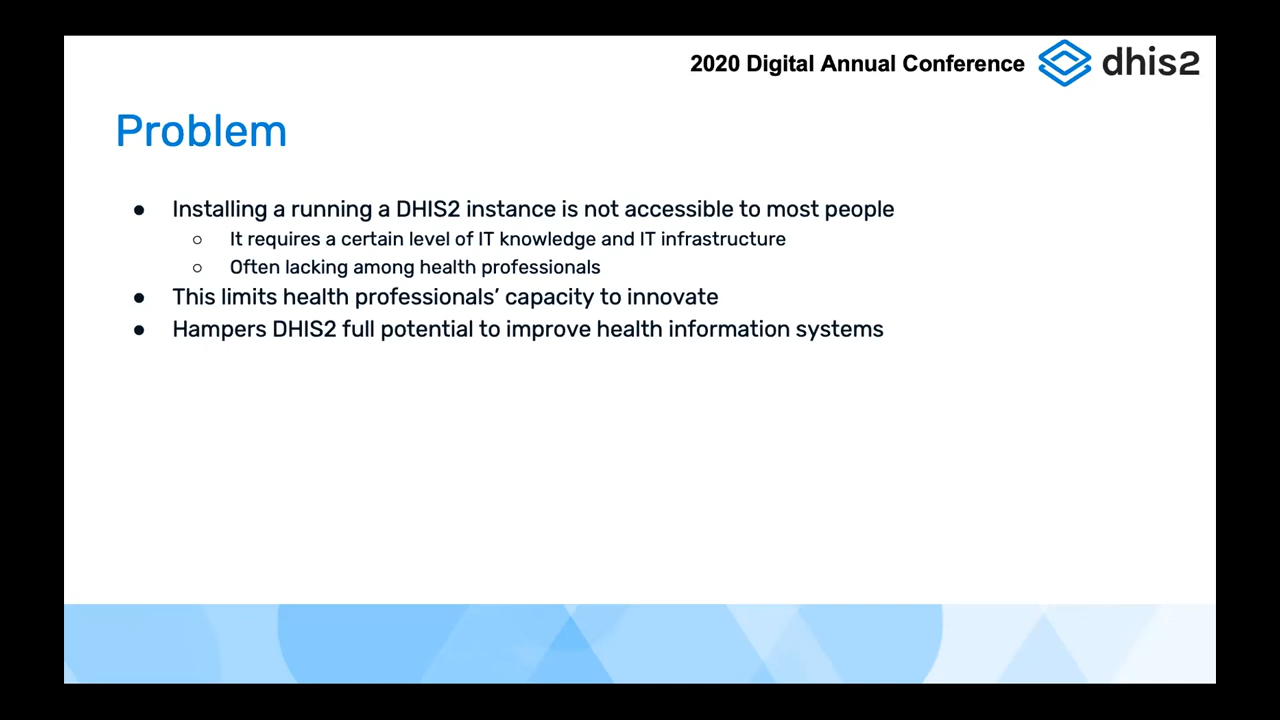 2020 Digital Annual Conference dhis2
Problem
● Installing a running a DHIS2 instance is not accessible to most people
○ It requires a certain level of IT knowledge and IT infrastructure
○ Often lacking among health professionals
● This limits health professionals’ capacity to innovate
● Hampers DHIS2 full potential to improve health information systems